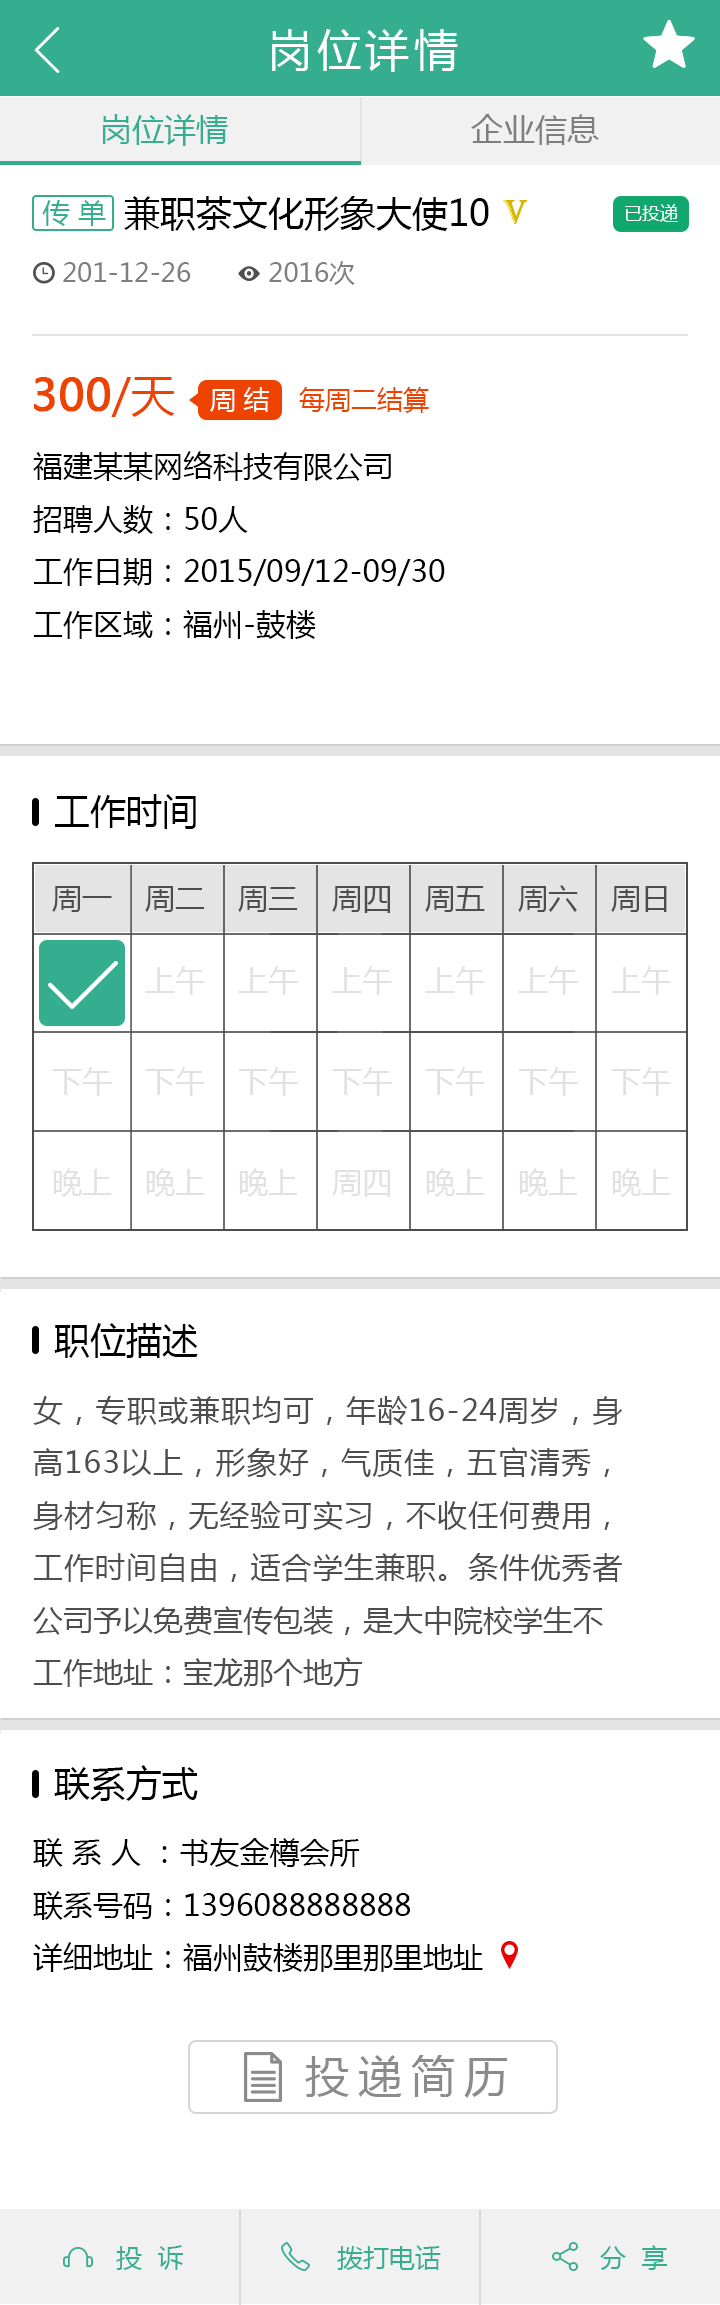 岗位详情
岗位详情 企业信息
传 单 兼职茶文化形象大使10 V 已投递
201-12-26 2016次
300/天 周 结 每周二结算
福建某某网络科技有限公司
招聘人数：50人
工作日期：2015/09/12-09/30
工作区域：福州-鼓楼
工作时间
周一 周二 周三 周四 周五 周六 周日
上午 上午 上午 上午 上午 上午
下午 下午 下午 下午 下午 下午 下午
晚上 晚上 晚上 周四 晚上 晚上 晚上
职位描述
女，专职或兼职均可，年龄16-24周岁，身
高163以上，形象好，气质佳，五官清秀，
身材匀称，无经验可实习，不收任何费用，
工作时间自由，适合学生兼职。条件优秀者
公司予以免费宣传包装，是大中院校学生不
工作地址：宝龙那个地方
联系方式
联 系 人 ：书友金樽会所
联系号码：1396088888888
详细地址：福州鼓楼那里那里地址
投递简历
投 诉 拨打电话 分 享